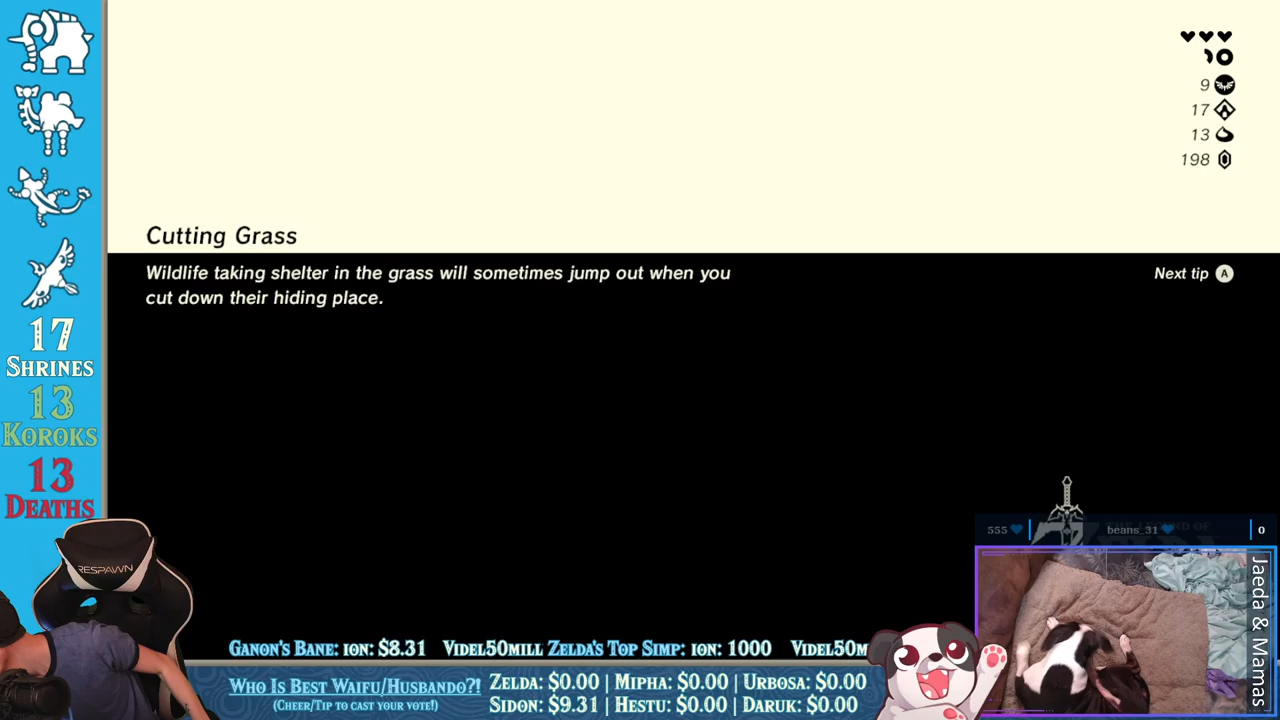 9
17
13
198
Cutting Grass
Wildlife taking shelter in the grass will sometimes jump out when you
cut down their hiding place.
Next tip A
17
SHRINES
13
KOROKS
13
DEATHS
RESPAWN
555
beans_31
0
Jaeda & Mamas
GANON'S BANE: ION: $8.31 VIDEL50MILL ZELDA'S TOP SIMP: ION: 1000 VIDEL50M
WHO IS BEST WAIFU/HUSBANDO?!
(CHEER/TIP TO CAST YOUR VOTE!)
ZELDA: $0.00 | MIPHA: $0.00 | URBOSA: $0.00
SIDON: $9.31 | HESTU: $0.00 | DARUK: $0.00